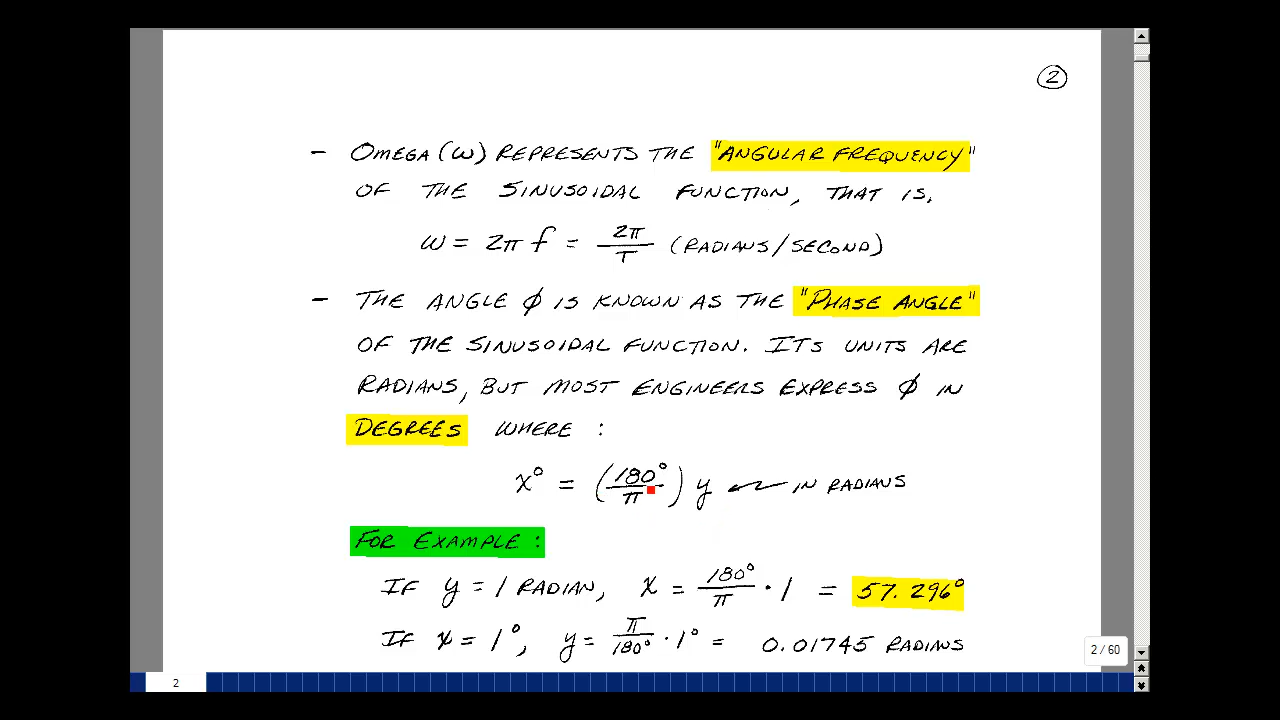 2
- OMEGA (ω) REPRESENTS THE "ANGULAR FREQUENCY"
OF THE SINUSOIDAL FUNCTION, THAT IS,
ω = 2π f = 2π/T (RADIANS/SECOND)
- THE ANGLE φ IS KNOWN AS THE "PHASE ANGLE"
OF THE SINUSOIDAL FUNCTION. ITS UNITS ARE
RADIANS, BUT MOST ENGINEERS EXPRESS φ IN
DEGREES WHERE :
x° = (180°/π) y ← IN RADIANS
FOR EXAMPLE :
IF y = 1 RADIAN, x = 180°/π · 1 = 57.296°
IF x = 1°, y = π/180° · 1° = 0.01745 RADIANS
2 / 60
2